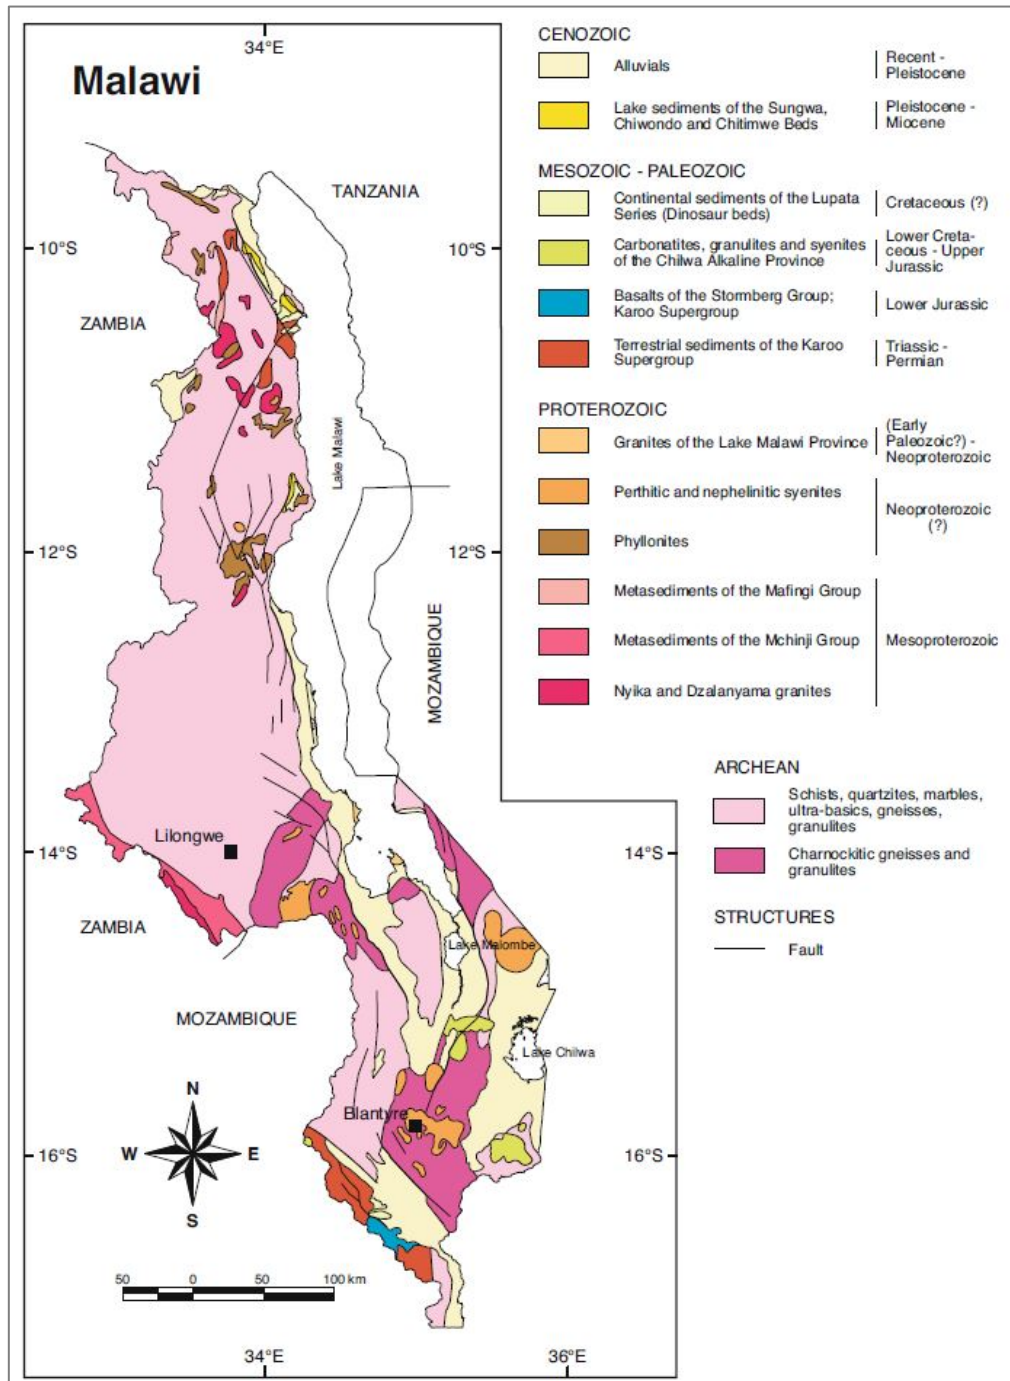 34°E
Malawi
TANZANIA
10°S
10°S
ZAMBIA
Lake Malawi
12°S
12°S
MOZAMBIQUE
Lilongwe
14°S
14°S
ZAMBIA
Lake Malombe
MOZAMBIQUE
Lake Chilwa
Blantyre
N
W
E
S
16°S
16°S
50
0
50
100 km
34°E
36°E
CENOZOIC
Alluvials
Recent -
Pleistocene
Lake sediments of the Sungwa,
Chiwondo and Chitimwe Beds
Pleistocene -
Miocene
MESOZOIC - PALEOZOIC
Continental sediments of the Lupata
Series (Dinosaur beds)
Cretaceous (?)
Carbonatites, granulites and syenites
of the Chilwa Alkaline Province
Lower Creta-
ceous - Upper
Jurassic
Basalts of the Stormberg Group;
Karoo Supergroup
Lower Jurassic
Terrestrial sediments of the Karoo
Supergroup
Triassic -
Permian
PROTEROZOIC
Granites of the Lake Malawi Province
(Early
Paleozoic?) -
Neoproterozoic
Perthitic and nephelinitic syenites
Phyllonites
Neoproterozoic
(?)
Metasediments of the Mafingi Group
Metasediments of the Mchinji Group
Nyika and Dzalanyama granites
Mesoproterozoic
ARCHEAN
Schists, quartzites, marbles,
ultra-basics, gneisses,
granulites
Charnockitic gneisses and
granulites
STRUCTURES
Fault